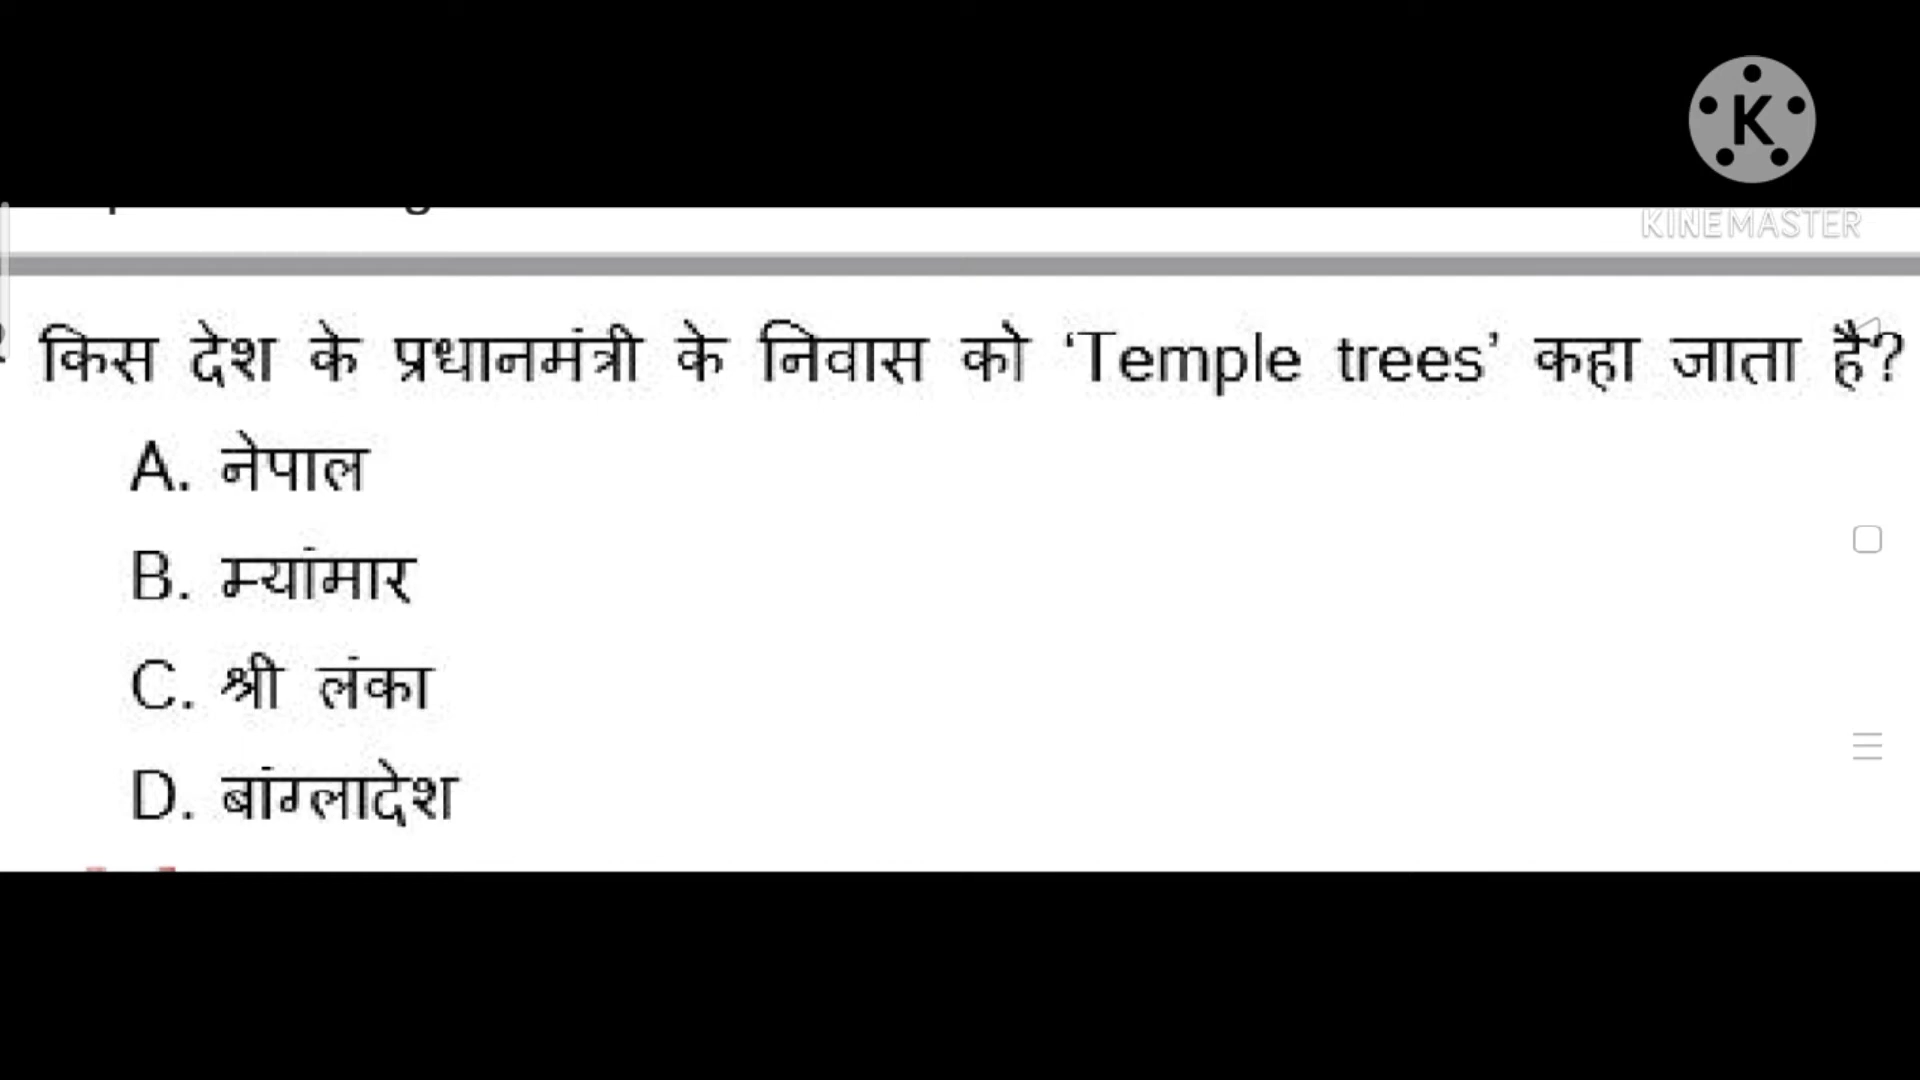 K
KINEMASTER
किस देश के प्रधानमंत्री के निवास को ‘Temple trees’ कहा जाता है?
A. नेपाल
B. म्यांमार
C. श्री लंका
D. बांग्लादेश